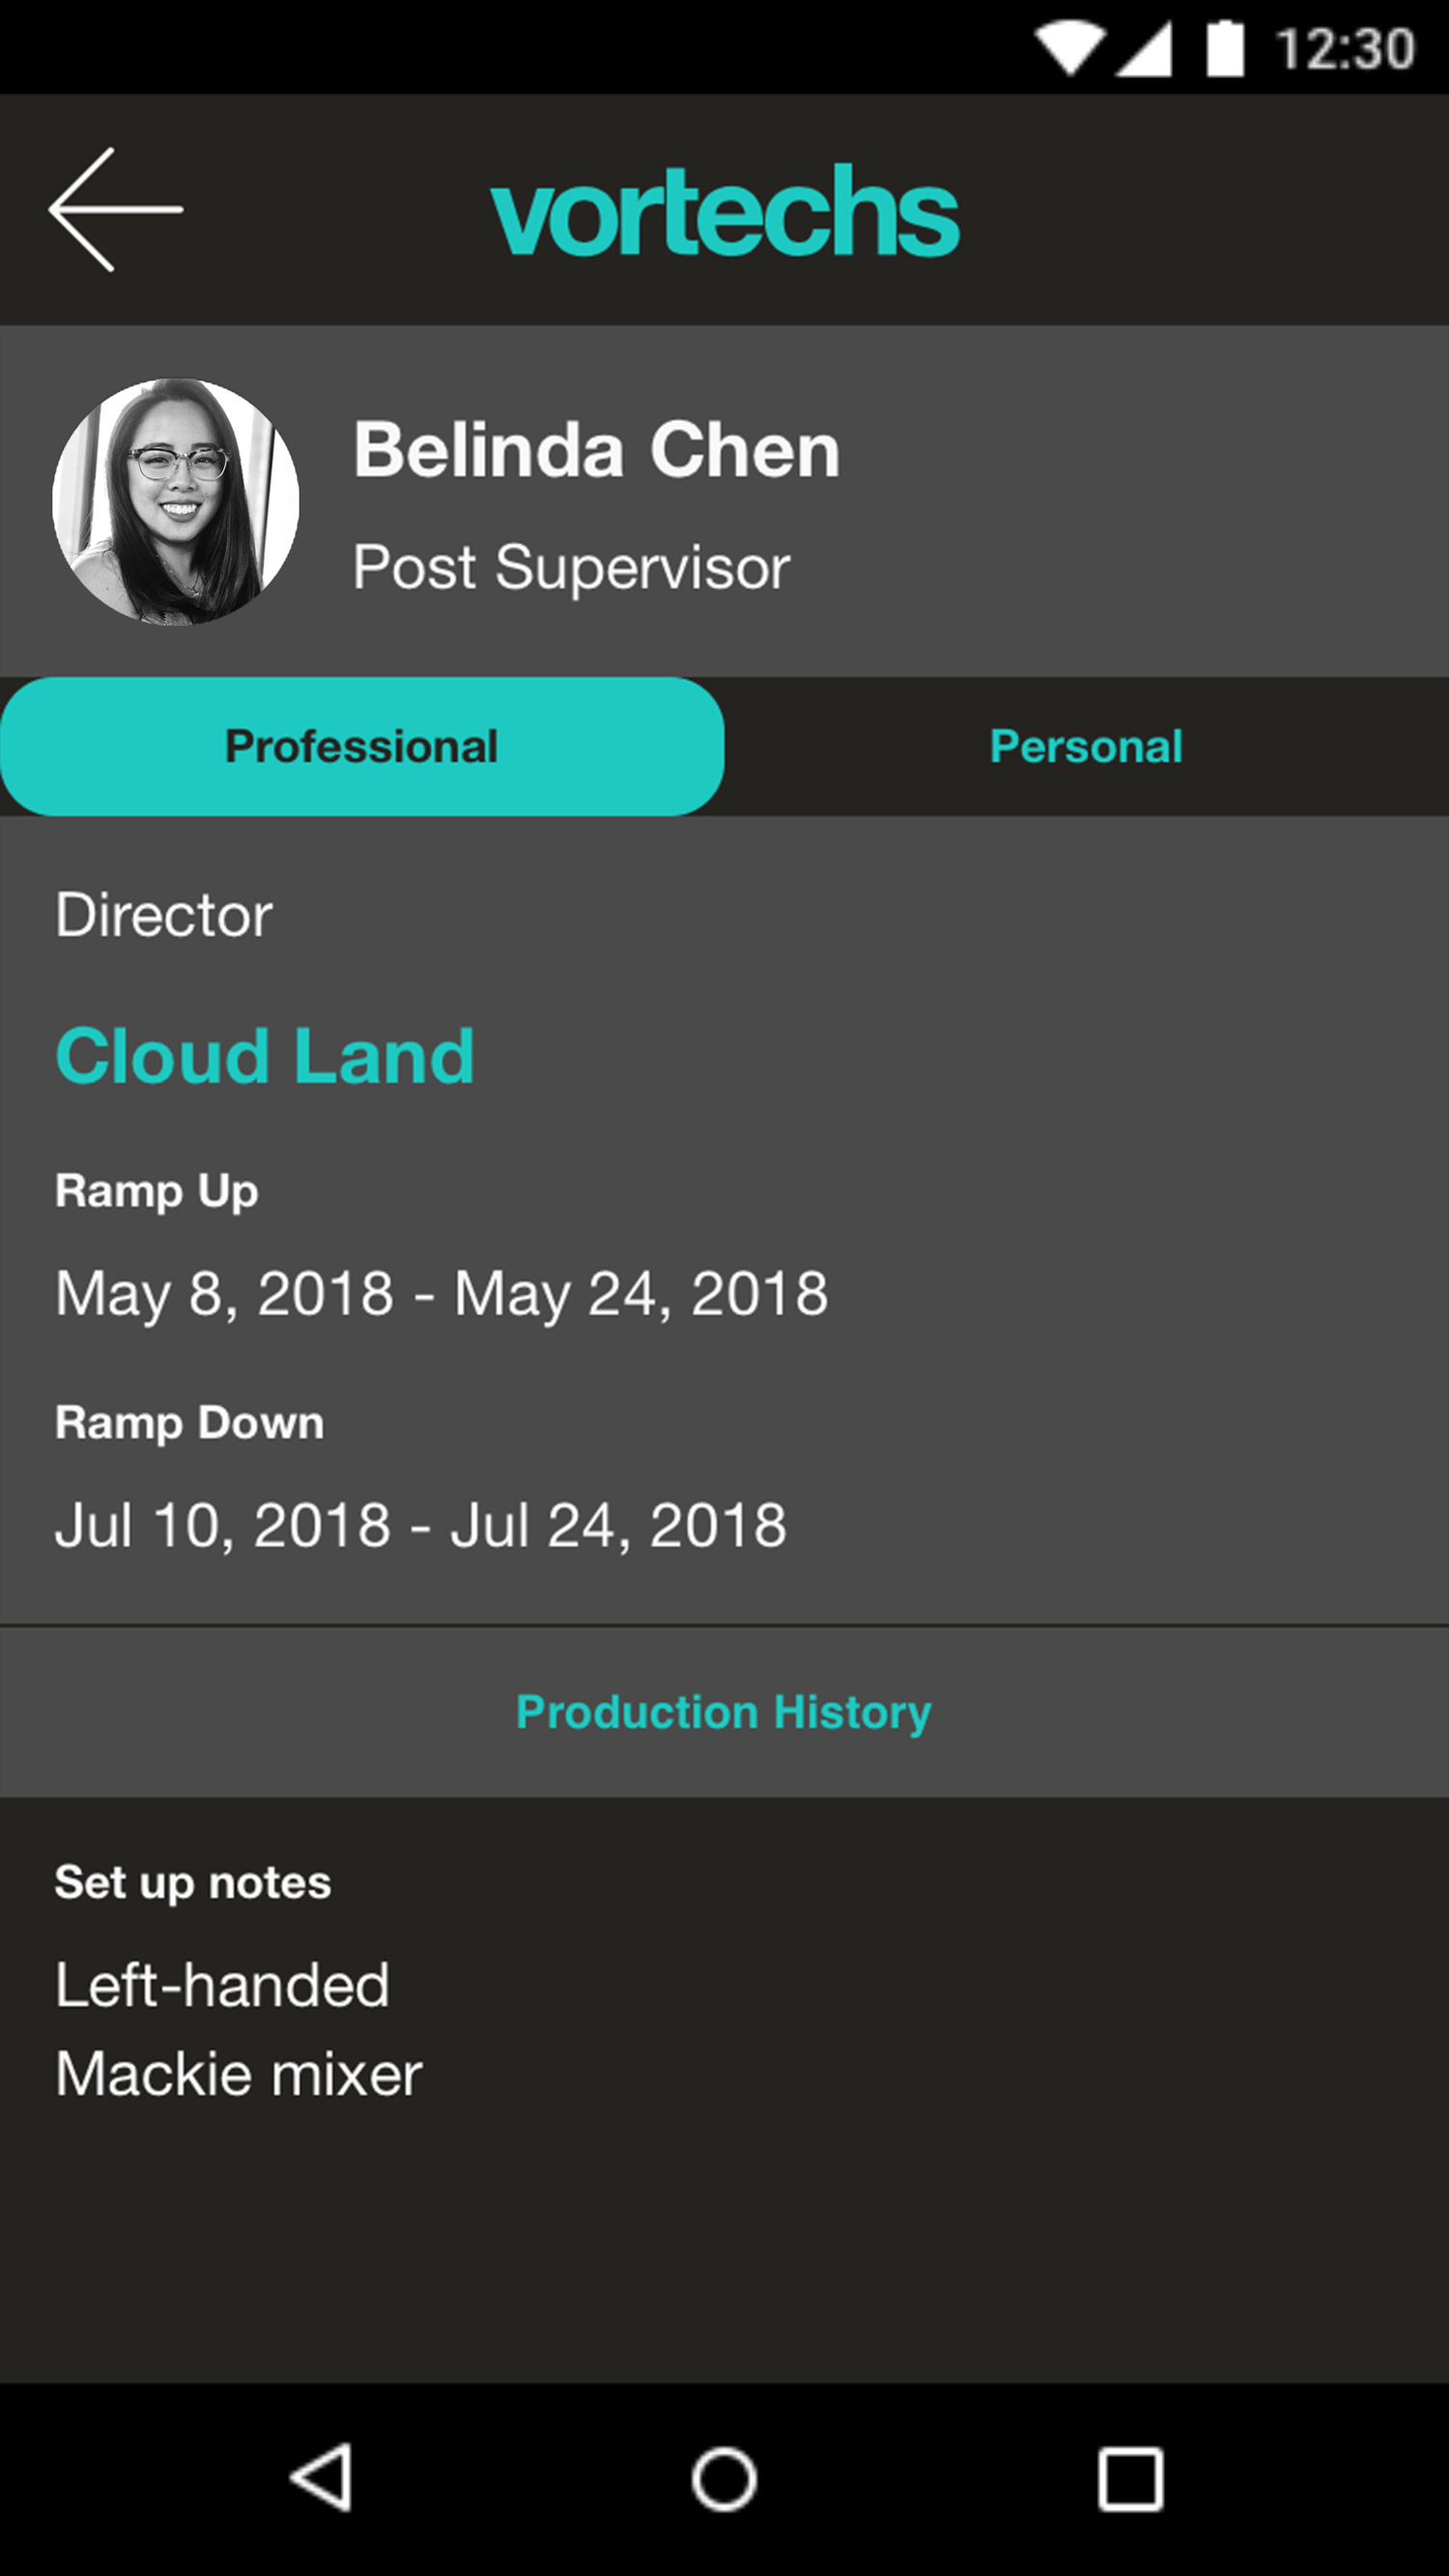 12:30
vortechs
Belinda Chen
Post Supervisor
Professional
Personal
Director
Cloud Land
Ramp Up
May 8, 2018 - May 24, 2018
Ramp Down
Jul 10, 2018 - Jul 24, 2018
Production History
Set up notes
Left-handed
Mackie mixer